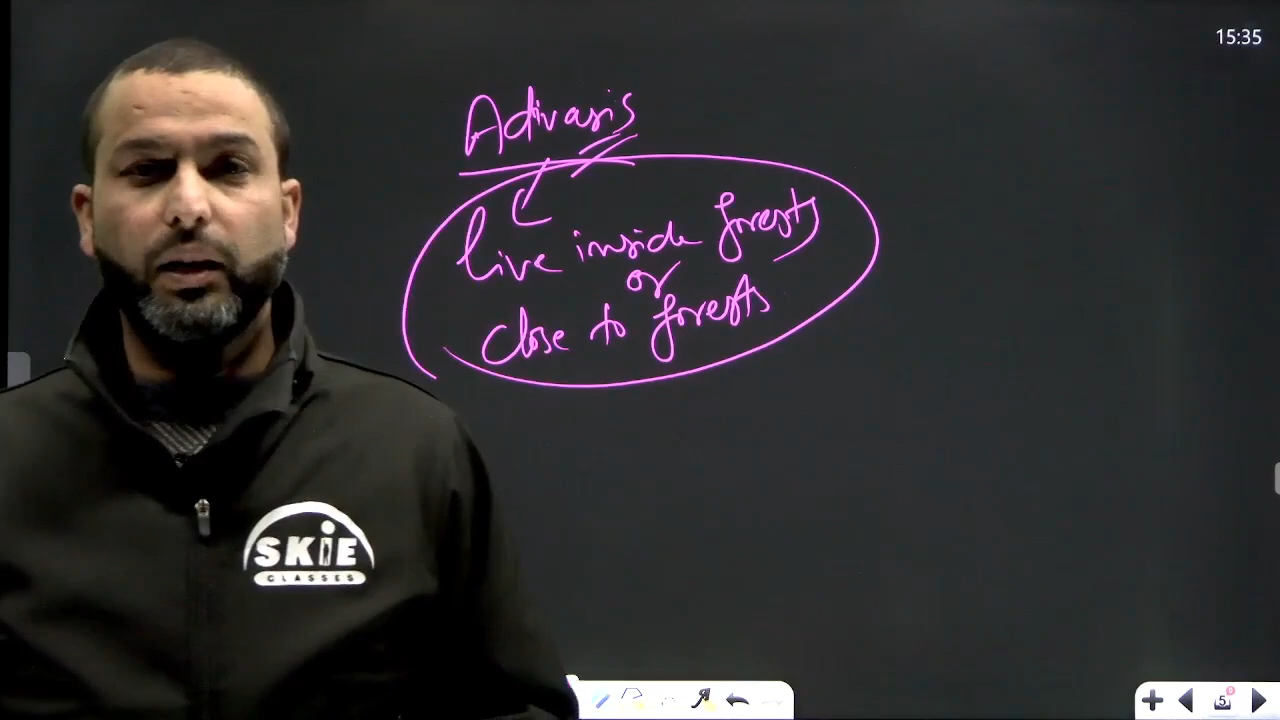 15:35
Adivasis
live inside forests
or
close to forests
SKiE
CLASSES
5